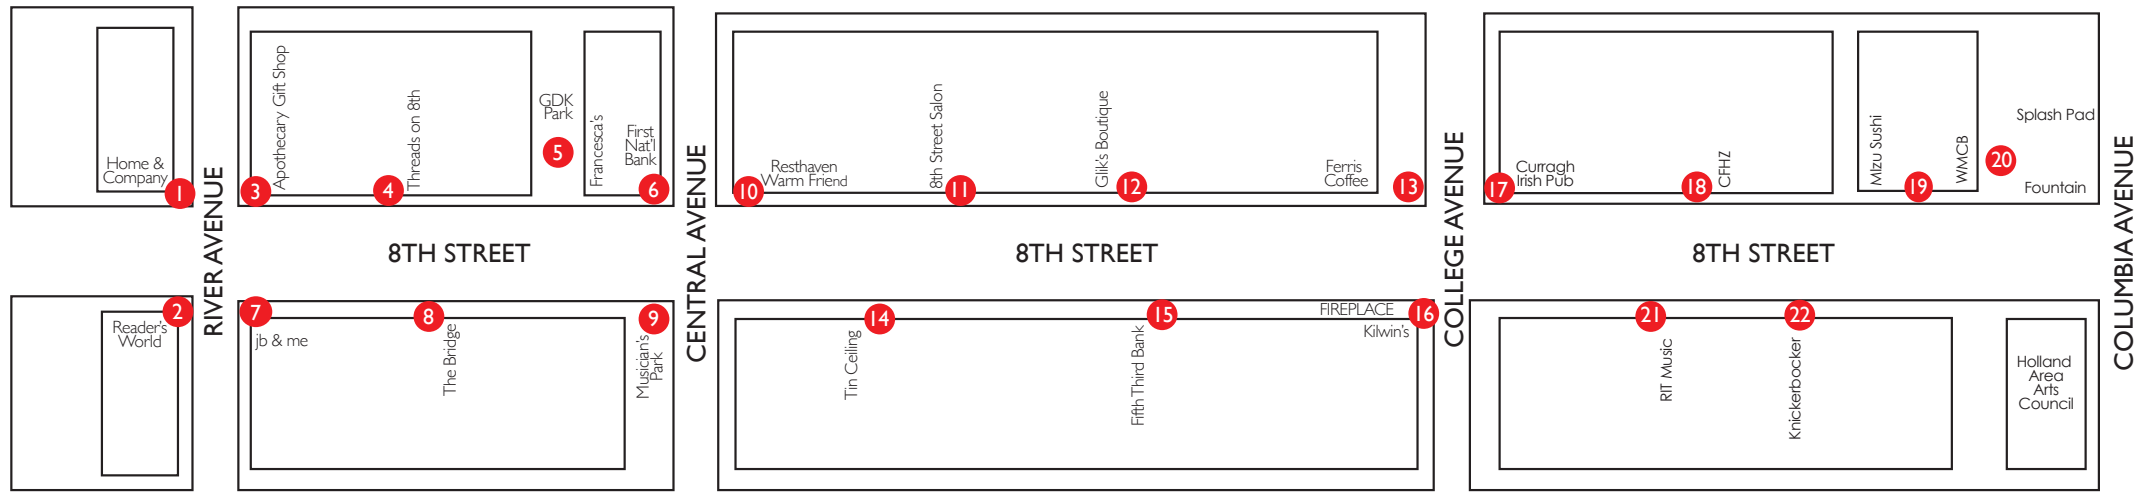 Home &
Company
1
Reader's
World
2
RIVER AVENUE
3
Apothecary Gift Shop
4
Threads on 8th
GDK
Park
5
Francesca's
First
Nat'l
Bank
6
8TH STREET
7
jb & me
8
The Bridge
9
Musician's
Park
CENTRAL AVENUE
10
Resthaven
Warm Friend
8th Street Salon
11
Glik's Boutique
12
Ferris
Coffee
13
8TH STREET
14
Tin Ceiling
15
Fifth Third Bank
FIREPLACE
16
Kilwin's
COLLEGE AVENUE
17
Curragh
Irish Pub
18
CFHZ
MIzu Sushi
19
WMCB
20
Splash Pad
Fountain
8TH STREET
21
RIT Music
22
Knickerbocker
Holland
Area
Arts
Council
COLUMBIA AVENUE